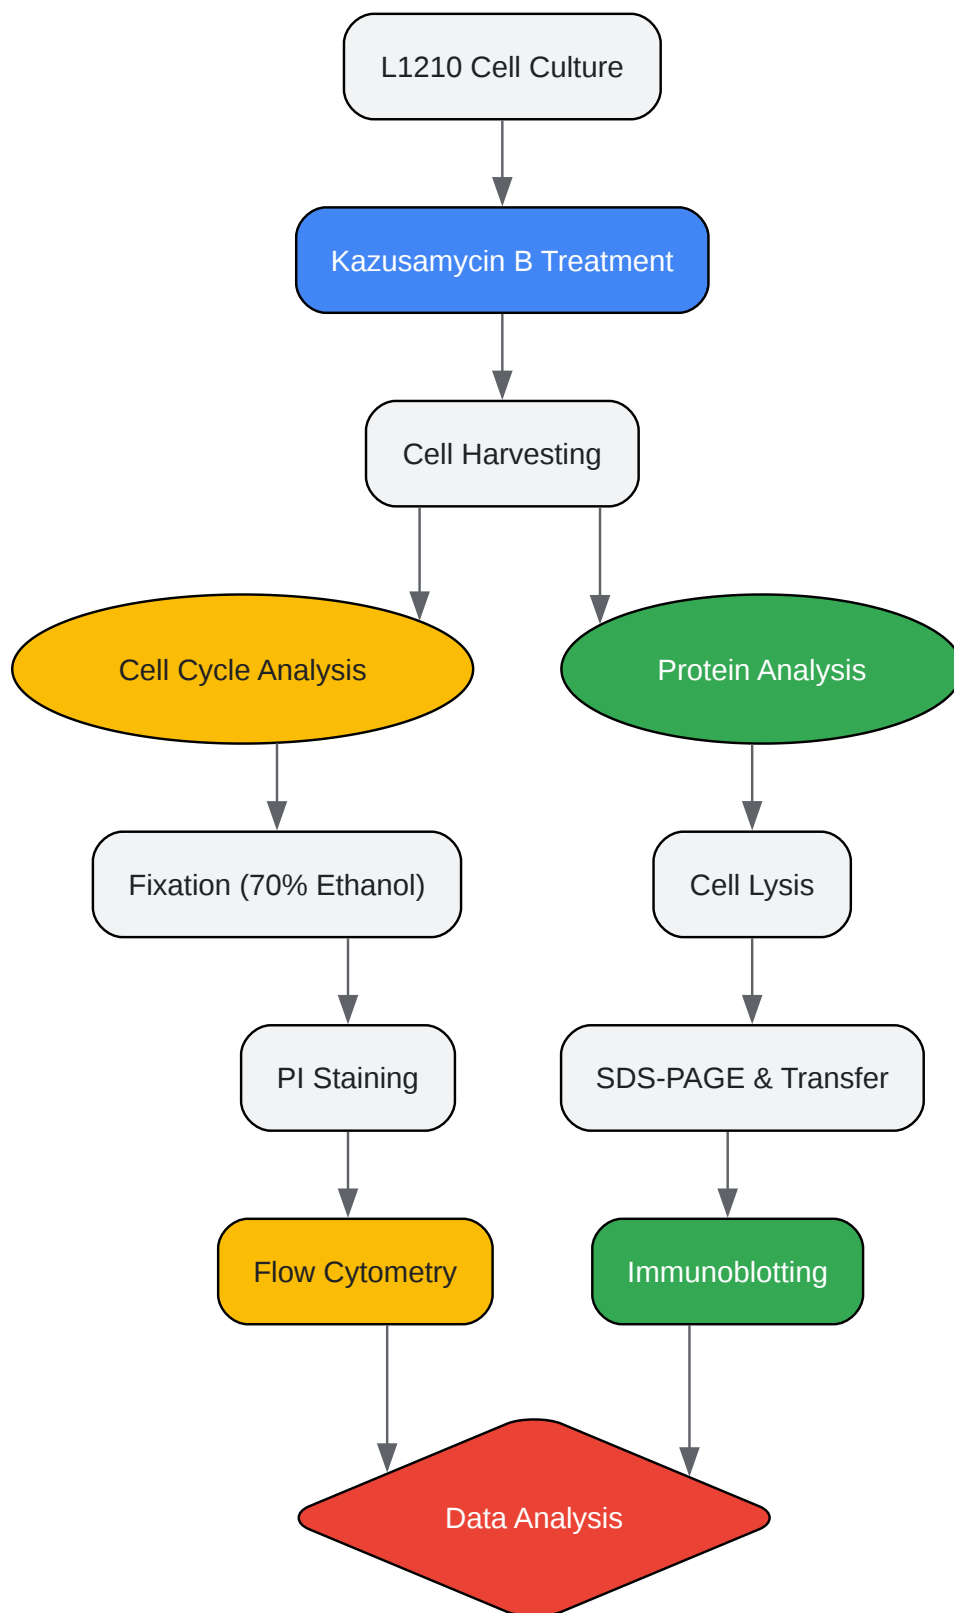 L1210 Cell Culture
Kazusamycin B Treatment
Cell Harvesting
Cell Cycle Analysis
Protein Analysis
Fixation (70% Ethanol)
Cell Lysis
PI Staining
SDS-PAGE & Transfer
Flow Cytometry
Immunoblotting
Data Analysis